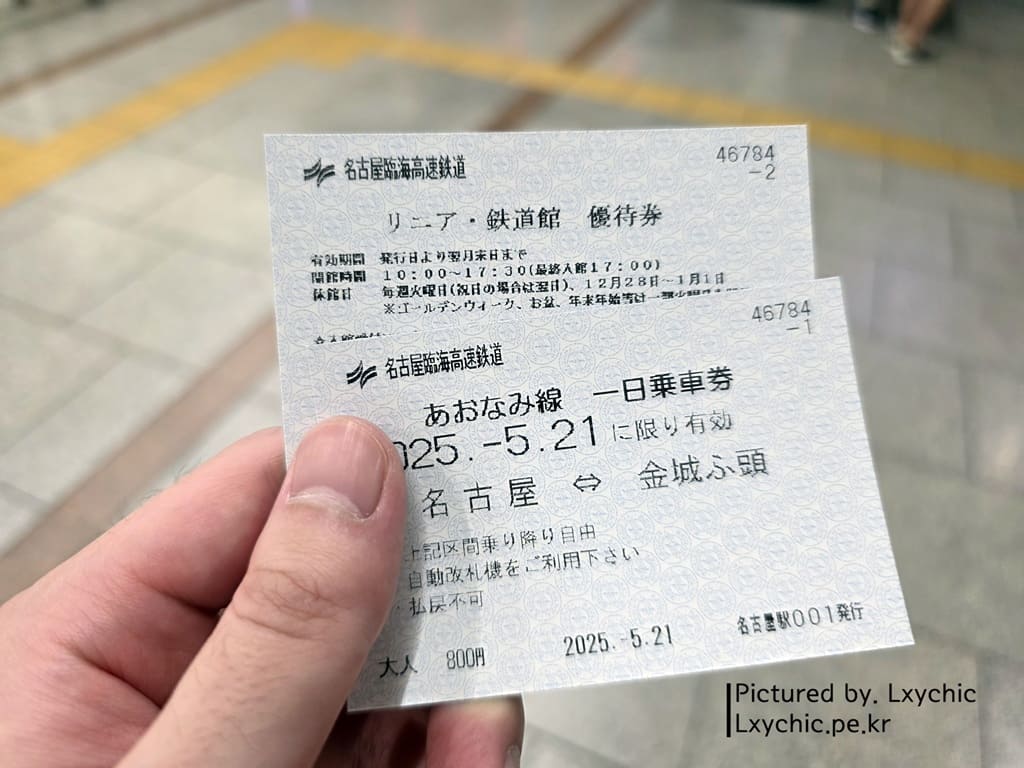 名古屋臨海高速鉄道
46784
-2
リニア・鉄道館 優待券
有効期間 発行日より翌月末日まで
開館時間 10:00~17:30(最終入館17:00)
休館日 毎週火曜日(祝日の場合は翌日)、12月28日~1月1日
※ゴールデンウィーク、お盆、年末年始等は一部火曜
46784
-1
名古屋臨海高速鉄道
あおなみ線 一日乗車券
025.-5.21に限り有効
名古屋 ⇔ 金城ふ頭
上記区間乗り降り自由
自動改札機をご利用下さい
・払戻不可
大人 800円 2025.-5.21 名古屋駅001発行
Pictured by. Lxychic
Lxychic.pe.kr